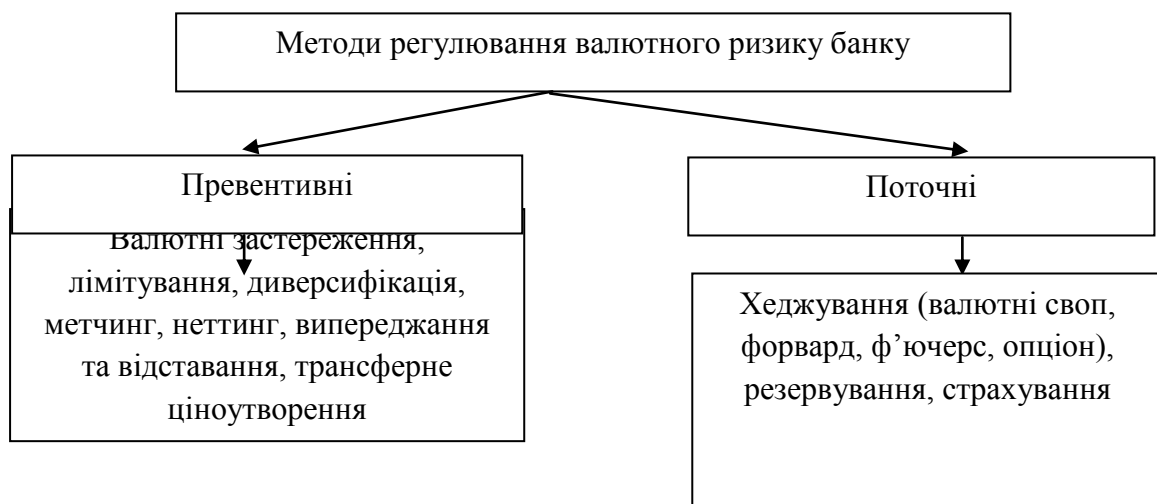 Методи регулювання валютного ризику банку
Превентивні
Поточні
Валютні застереження,
лімітування, диверсифікація,
метчинг, неттинг, випереджання
та відставання, трансферне
ціноутворення
Хеджування (валютні своп,
форвард, ф’ючерс, опціон),
резервування, страхування